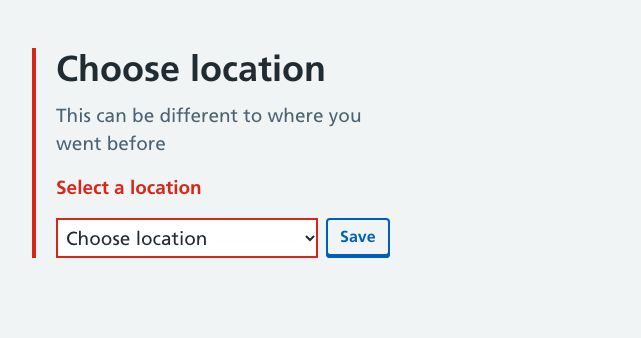 Choose location
This can be different to where you
went before
Select a location
Choose location
Save